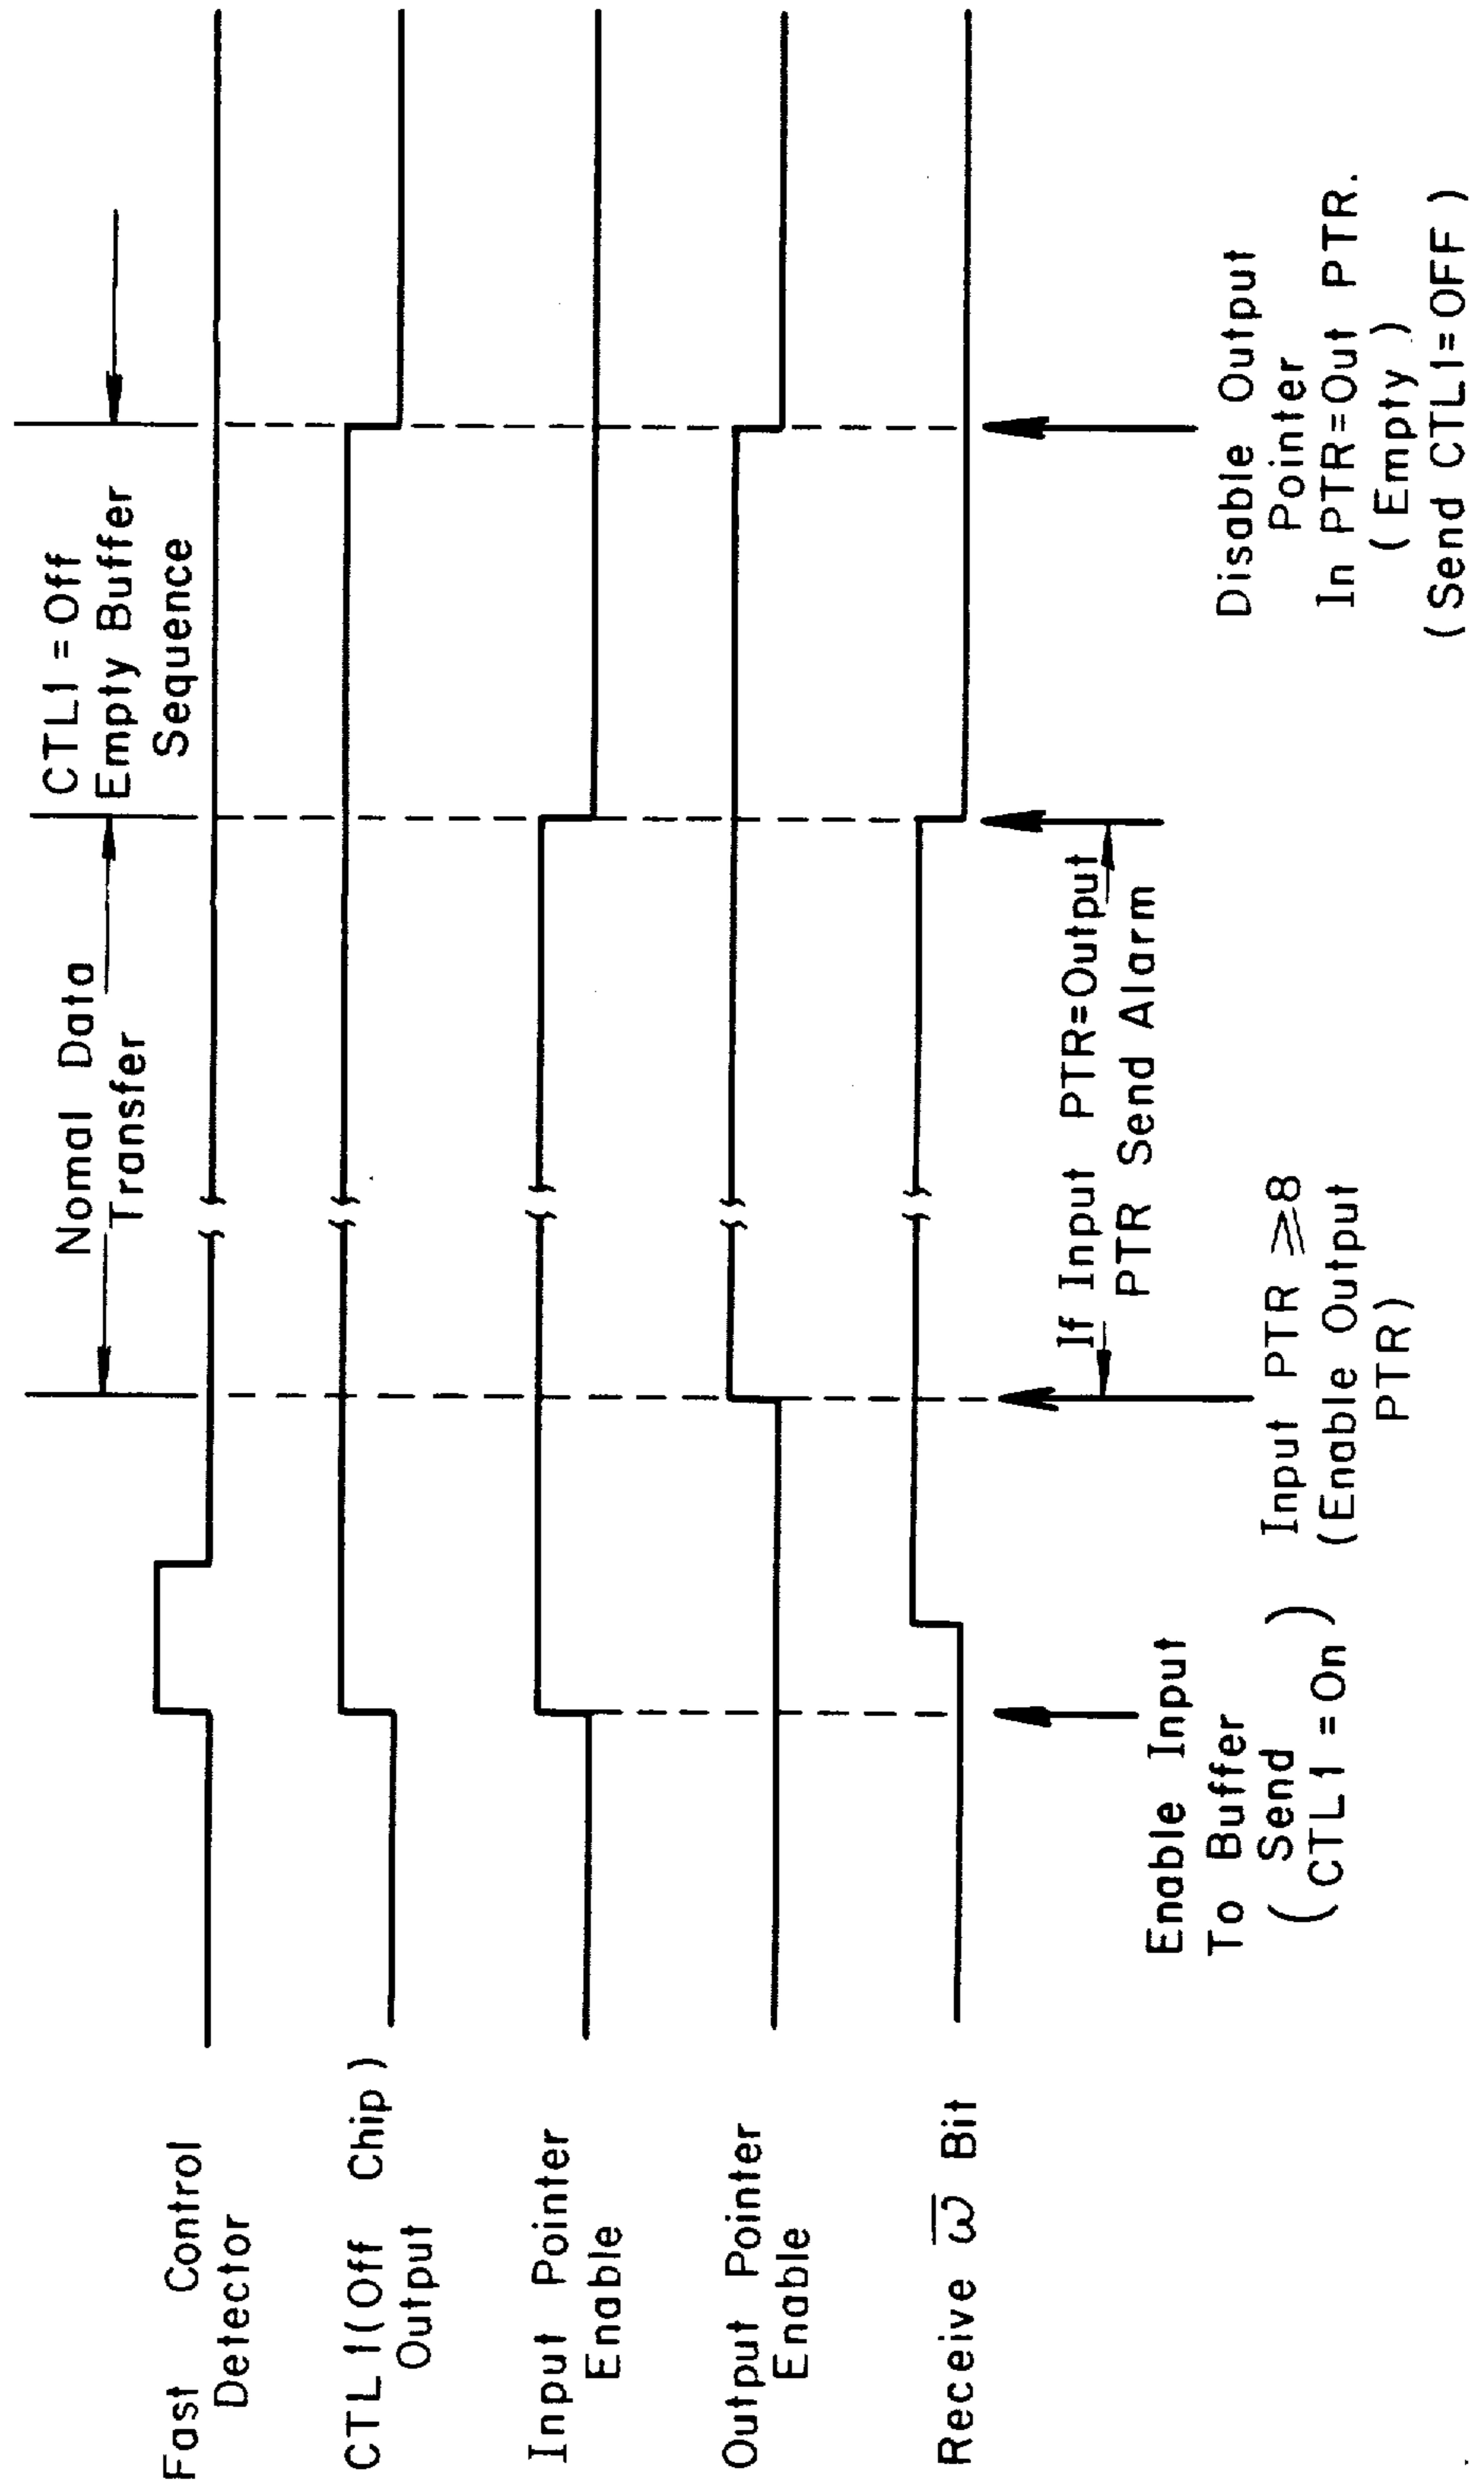 Nomal Data
Transfer
CTL1=Off
Empty Buffer
Sequence
Fast Control
Detector
CTL1(Off Chip)
Output
Input Pointer
Enable
Output Pointer
Enable
Receive ω̅ Bit
If Input PTR=Output
PTR Send Alarm
Enable Input
To Buffer
( Send )
(CTL1=On)
Input PTR ≥8
(Enable Output
PTR)
Disable Output
Pointer
In PTR=Out PTR.
(Empty)
(Send CTL1=OFF)